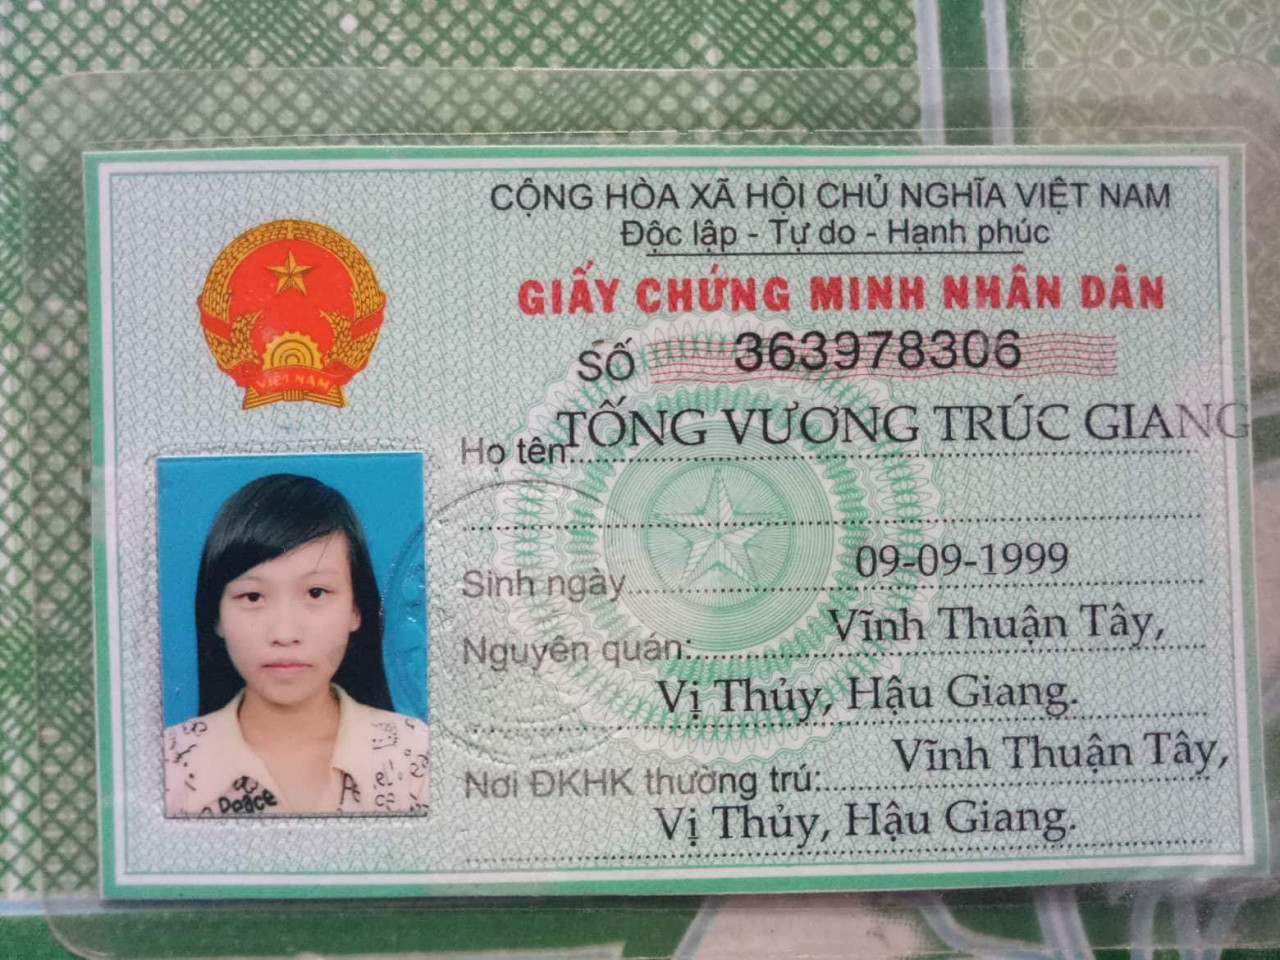 CỘNG HÒA XÃ HỘI CHỦ NGHĨA VIỆT NAM
Độc lập - Tự do - Hạnh phúc
GIẤY CHỨNG MINH NHÂN DÂN
SỐ 363978306
VIỆT NAM
Họ tên: TỐNG VƯƠNG TRÚC GIANG
Sinh ngày 09-09-1999
Nguyên quán: Vĩnh Thuận Tây,
Vị Thủy, Hậu Giang.
Nơi ĐKHK thường trú: Vĩnh Thuận Tây,
Vị Thủy, Hậu Giang.
Peace